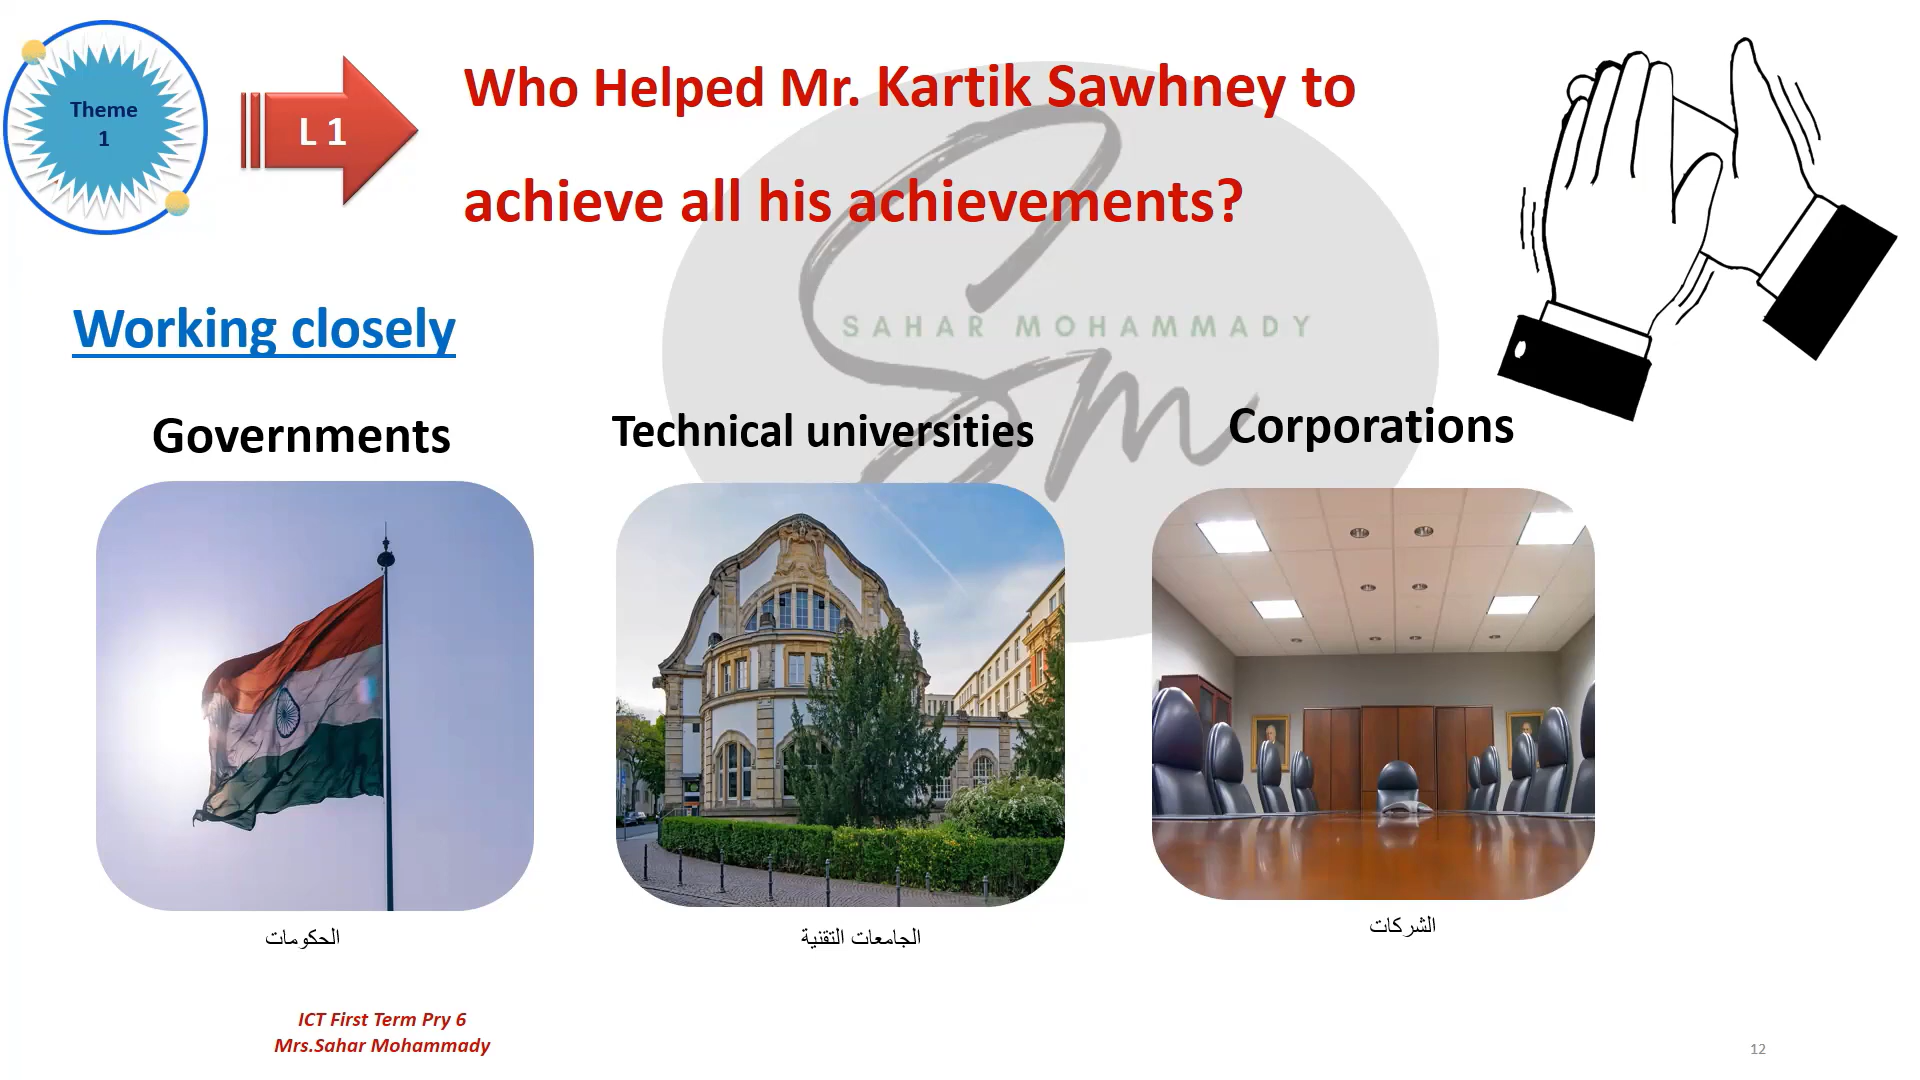 Theme
1
L 1
Who Helped Mr. Kartik Sawhney to
achieve all his achievements?
SAHAR MOHAMMADY
Sm
Working closely
Governments
Technical universities
Corporations
الحكومات
الجامعات التقنية
الشركات
ICT First Term Pry 6
Mrs.Sahar Mohammady
12